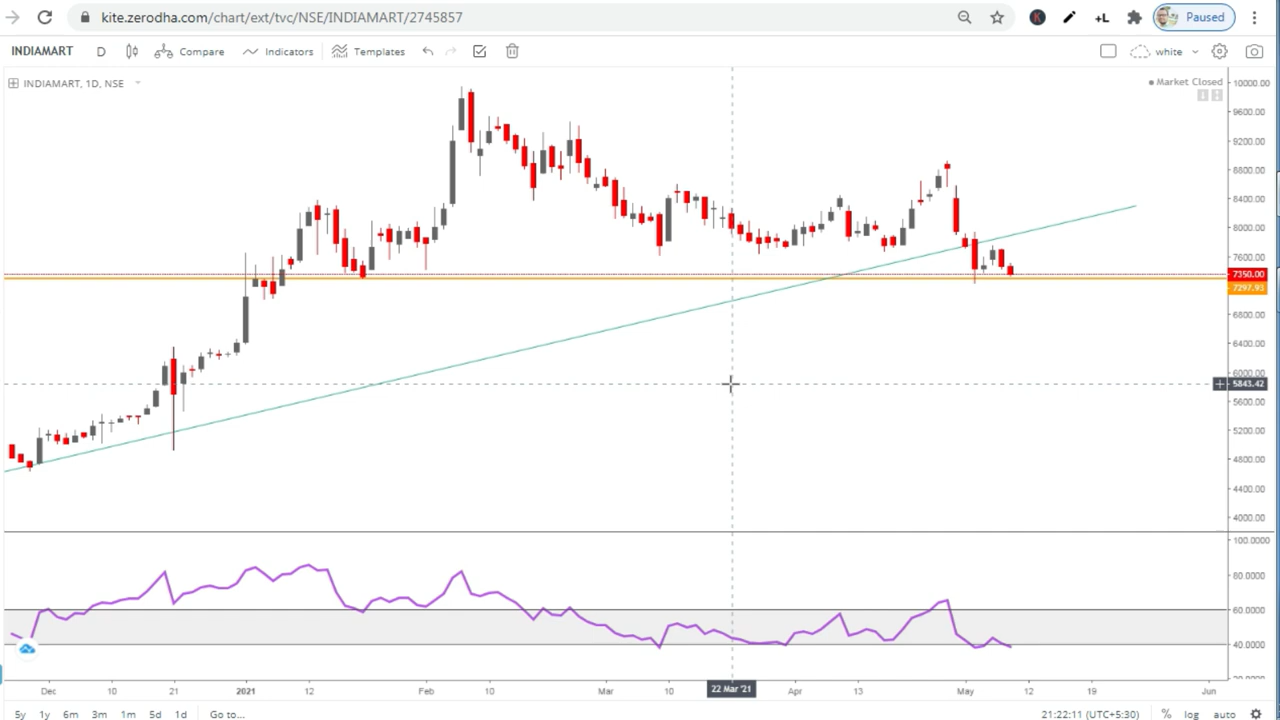 kite.zerodha.com/chart/ext/tvc/NSE/INDIAMART/2745857
K
+L
Paused
INDIAMART D Compare Indicators Templates white
INDIAMART, 1D, NSE
Market Closed
10000.00
9600.00
9200.00
8800.00
8400.00
8000.00
7600.00
7350.00
7297.93
6800.00
6400.00
6000.00
5843.42
5600.00
5200.00
4800.00
4400.00
4000.00
100.0000
80.0000
60.0000
40.0000
20.0000
Dec 10 21 2021 12 Feb 10 Mar 10 22 Mar '21 Apr 13 May 12 19 Jun
5y 1y 6m 3m 1m 5d 1d Go to... 21:22:11 (UTC+5:30) % log auto